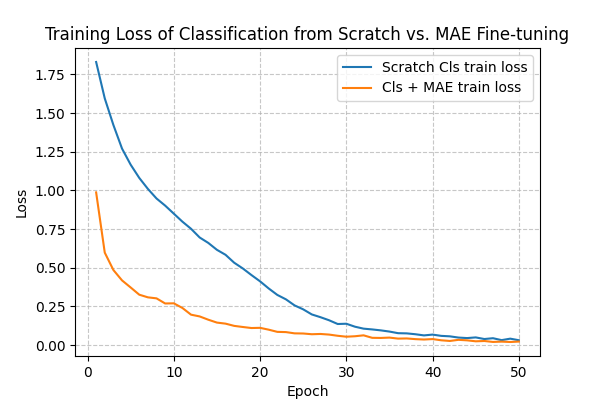 Training Loss of Classification from Scratch vs. MAE Fine-tuning
Scratch Cls train loss
Cls + MAE train loss
Loss
1.75
1.50
1.25
1.00
0.75
0.50
0.25
0.00
0 10 20 30 40 50
Epoch